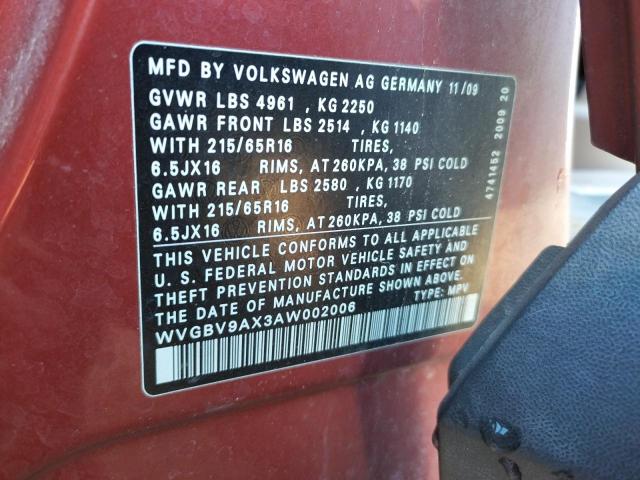 MFD BY VOLKSWAGEN AG GERMANY 11/09
GVWR LBS 4961 , KG 2250
GAWR FRONT LBS 2514 , KG 1140
WITH 215/65R16 TIRES,
6.5JX16 RIMS, AT 260KPA, 38 PSI COLD
GAWR REAR LBS 2580 , KG 1170
WITH 215/65R16 TIRES,
6.5JX16 RIMS, AT 260KPA, 38 PSI COLD
THIS VEHICLE CONFORMS TO ALL APPLICABLE
U. S. FEDERAL MOTOR VEHICLE SAFETY AND
THEFT PREVENTION STANDARDS IN EFFECT ON
THE DATE OF MANUFACTURE SHOWN ABOVE.
WVGBV9AX3AW002006 TYPE: MPV
4741452 2009 20